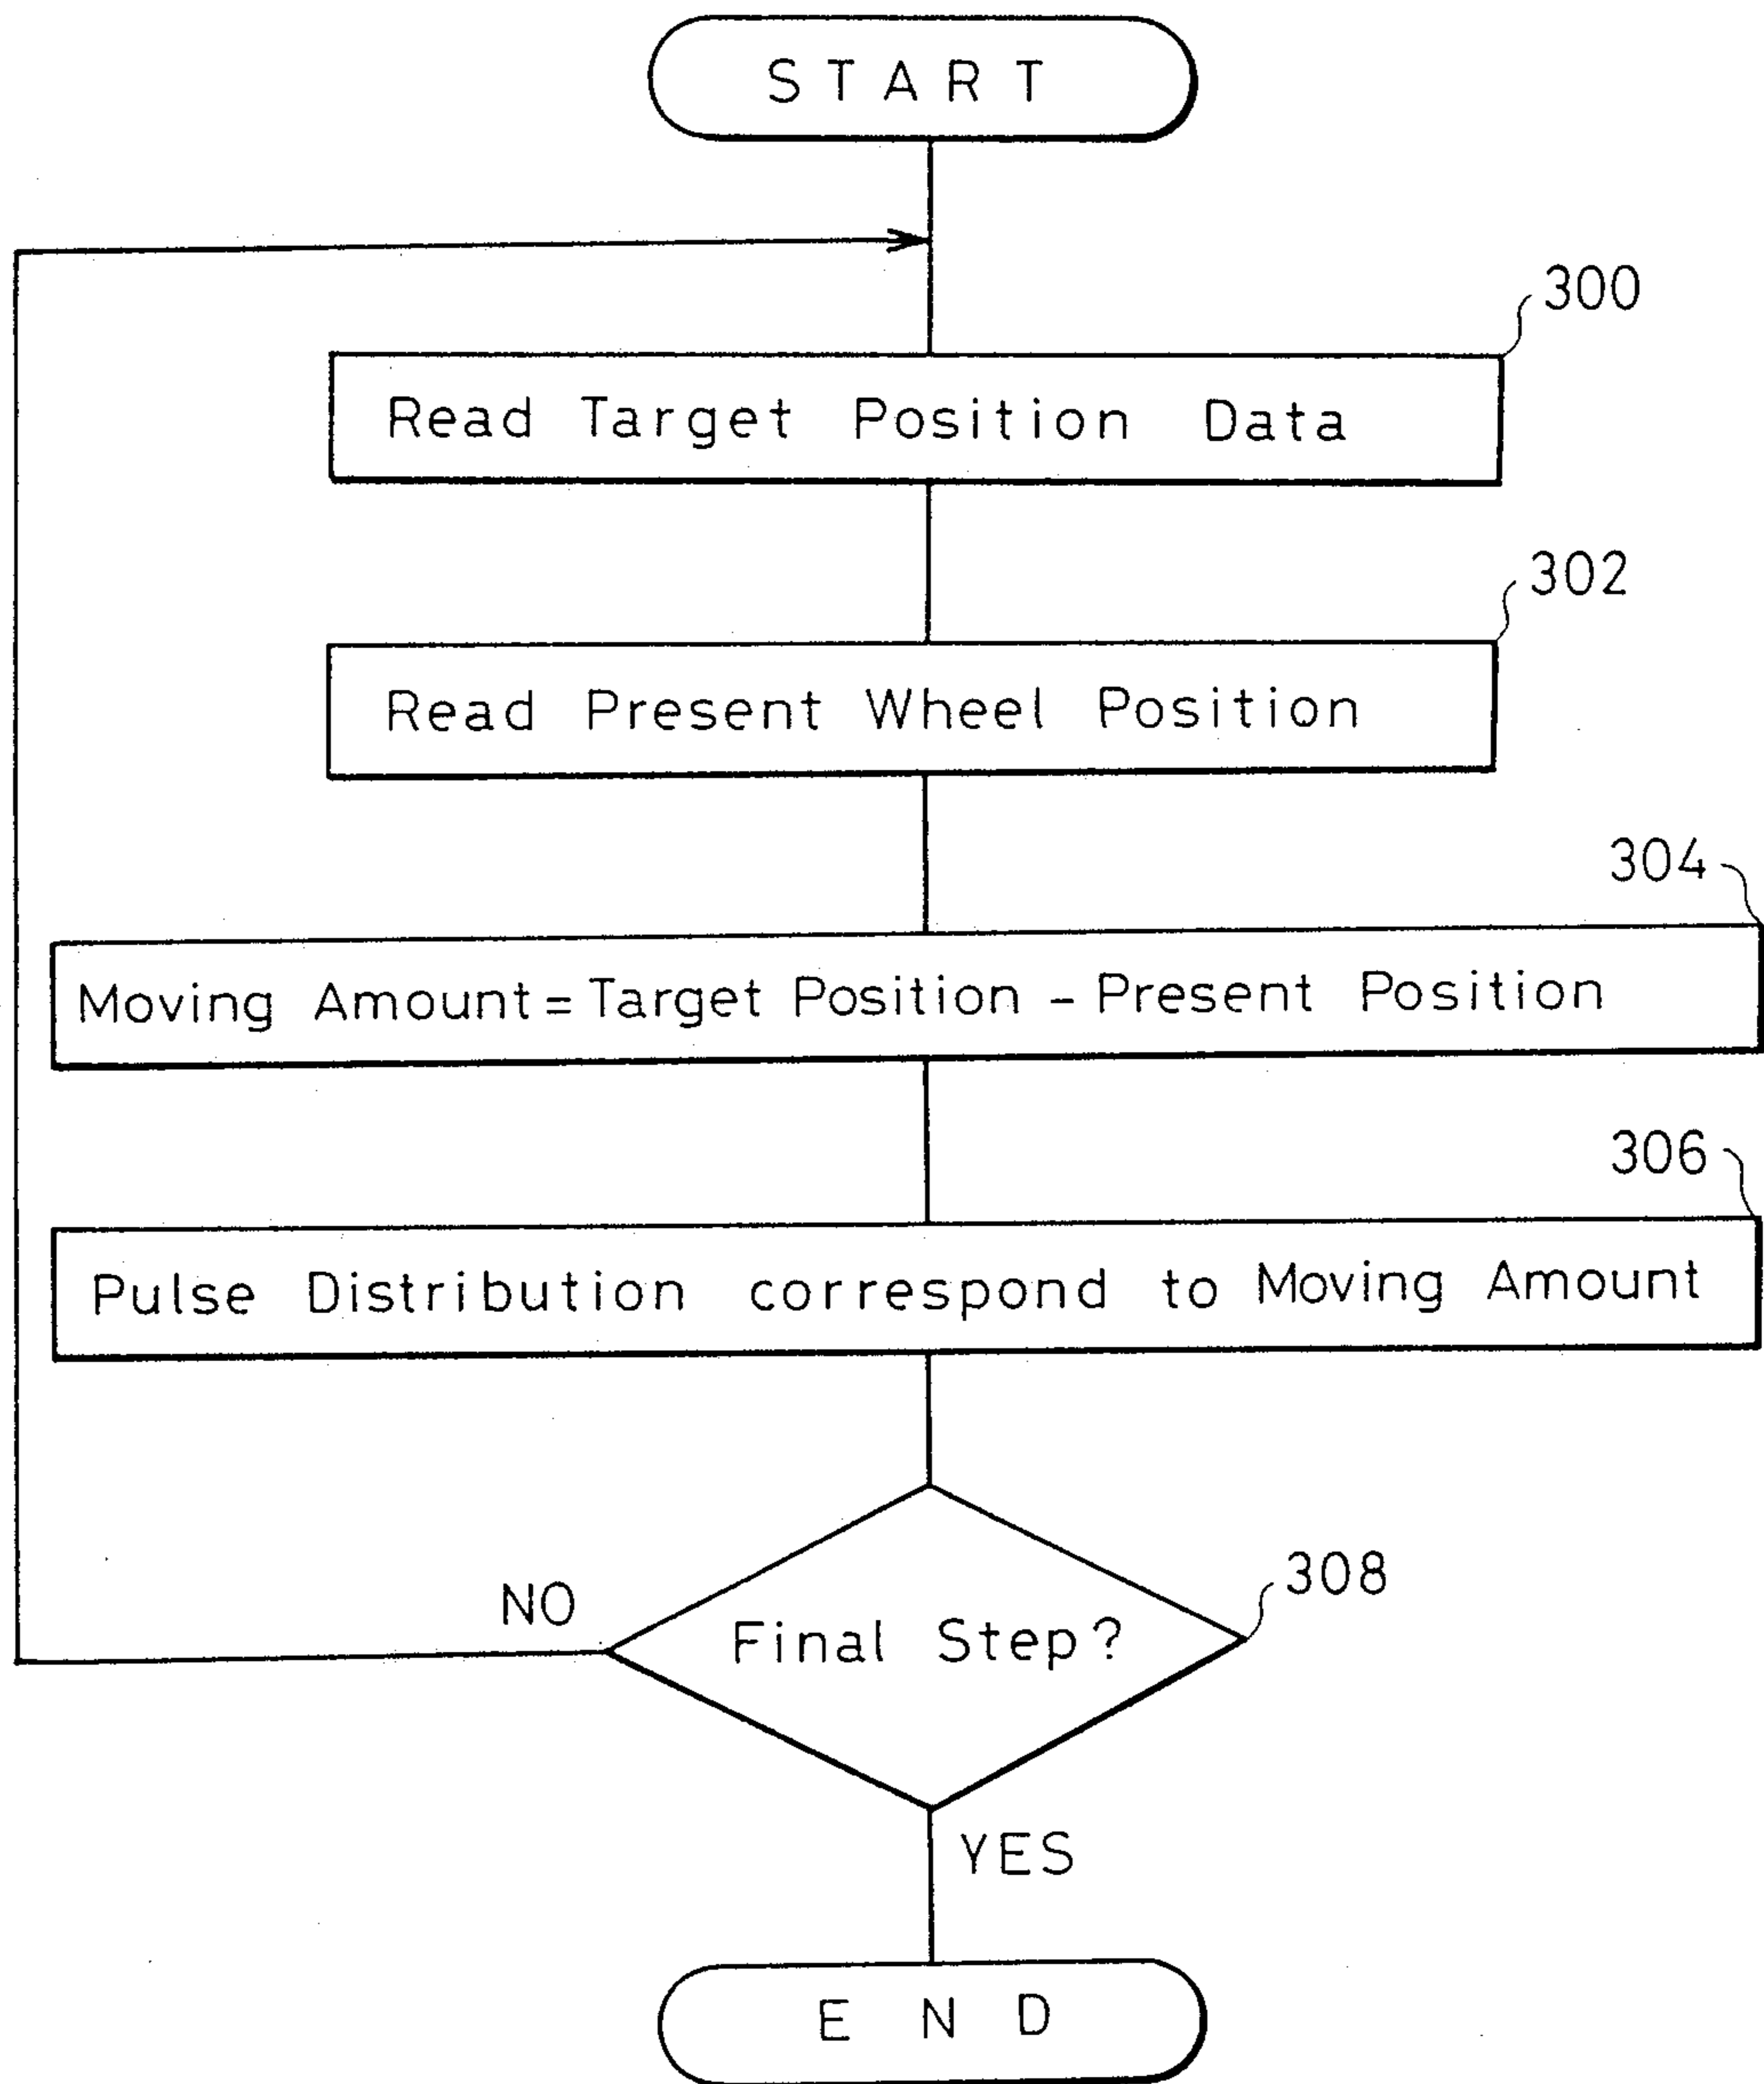 START
300
Read Target Position Data
302
Read Present Wheel Position
304
Moving Amount = Target Position - Present Position
306
Pulse Distribution correspond to Moving Amount
308
NO
Final Step?
YES
END